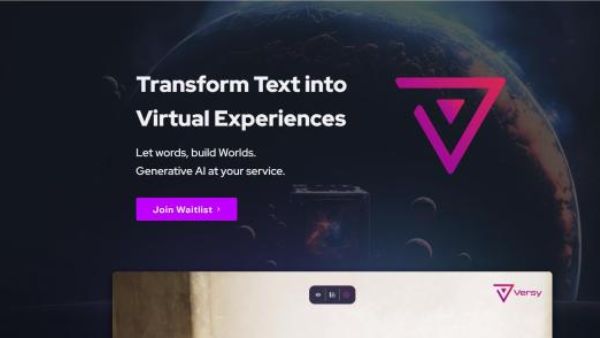 Transform Text into
Virtual Experiences
Let words, build Worlds.
Generative AI at your service.
Join Waitlist ›
Versy